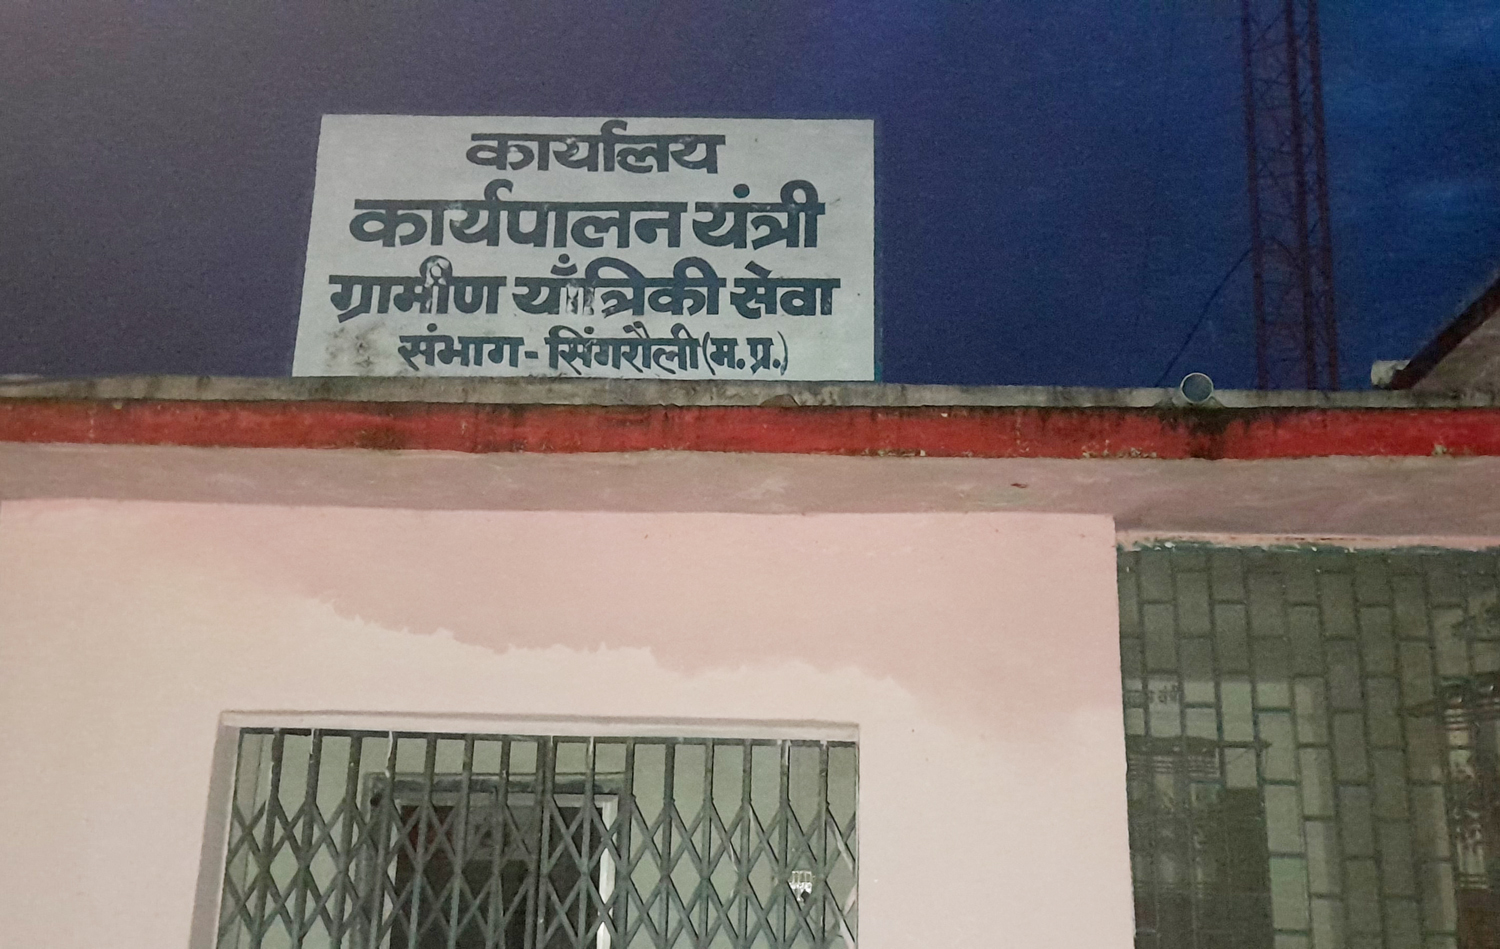 कार्यालय
कार्यपालन यंत्री
ग्रामीण याँत्रिकी सेवा
संभाग - सिंगरौली (म. प्र.)